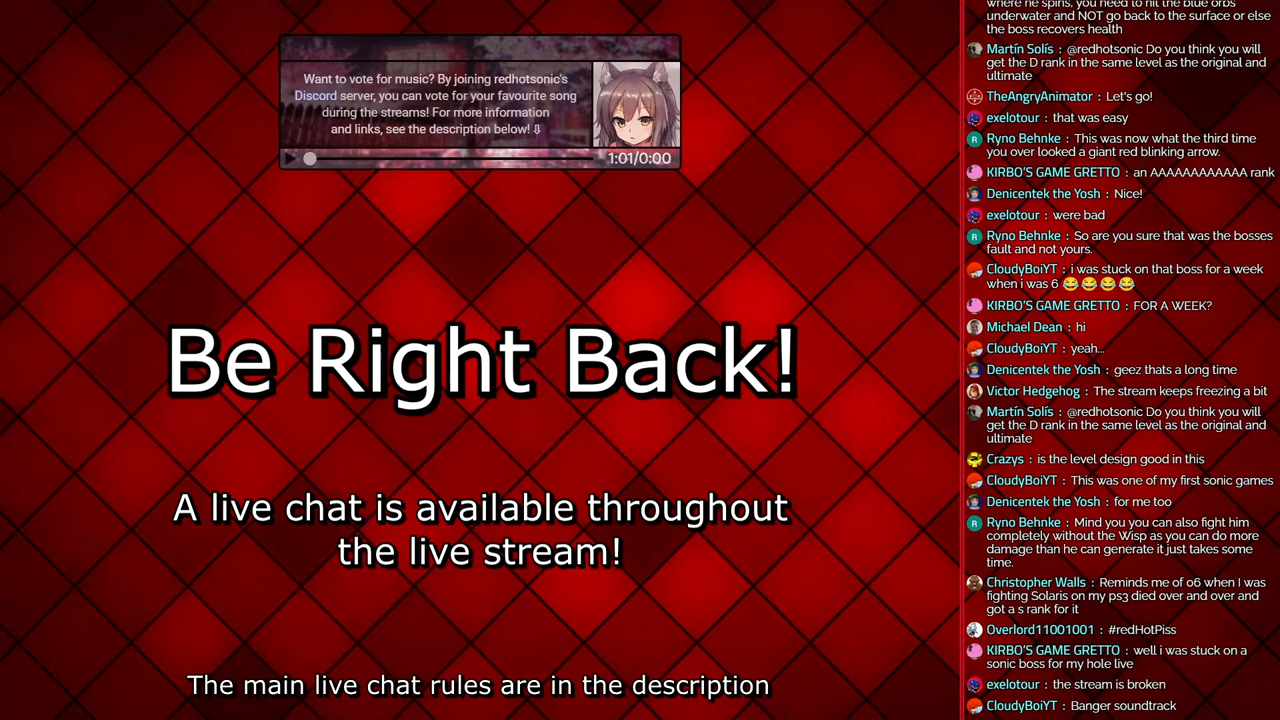 Want to vote for music? By joining redhotsonic's
Discord server, you can vote for your favourite song
during the streams! For more information
and links, see the description below! ⇩
1:01/0:00
Be Right Back!
A live chat is available throughout
the live stream!
The main live chat rules are in the description
where he spins, you need to hit the blue orbs
underwater and NOT go back to the surface or else
the boss recovers health
Martín Solís : @redhotsonic Do you think you will
get the D rank in the same level as the original and
ultimate
TheAngryAnimator : Let's go!
exelotour : that was easy
R Ryno Behnke : This was now what the third time
you over looked a giant red blinking arrow.
KIRBO'S GAME GRETTO : an AAAAAAAAAAAA rank
Denicentek the Yosh : Nice!
exelotour : were bad
R Ryno Behnke : So are you sure that was the bosses
fault and not yours.
CloudyBoiYT : i was stuck on that boss for a week
when i was 6 😂😂😂😂
KIRBO'S GAME GRETTO : FOR A WEEK?
Michael Dean : hi
CloudyBoiYT : yeah...
Denicentek the Yosh : geez thats a long time
Victor Hedgehog : The stream keeps freezing a bit
Martín Solís : @redhotsonic Do you think you will
get the D rank in the same level as the original and
ultimate
Crazys : is the level design good in this
CloudyBoiYT : This was one of my first sonic games
Denicentek the Yosh : for me too
R Ryno Behnke : Mind you you can also fight him
completely without the Wisp as you can do more
damage than he can generate it just takes some
time.
Christopher Walls : Reminds me of 06 when I was
fighting Solaris on my ps3 died over and over and
got a s rank for it
Overlord11001001 : #redHotPiss
KIRBO'S GAME GRETTO : well i was stuck on a
sonic boss for my hole live
exelotour : the stream is broken
CloudyBoiYT : Banger soundtrack